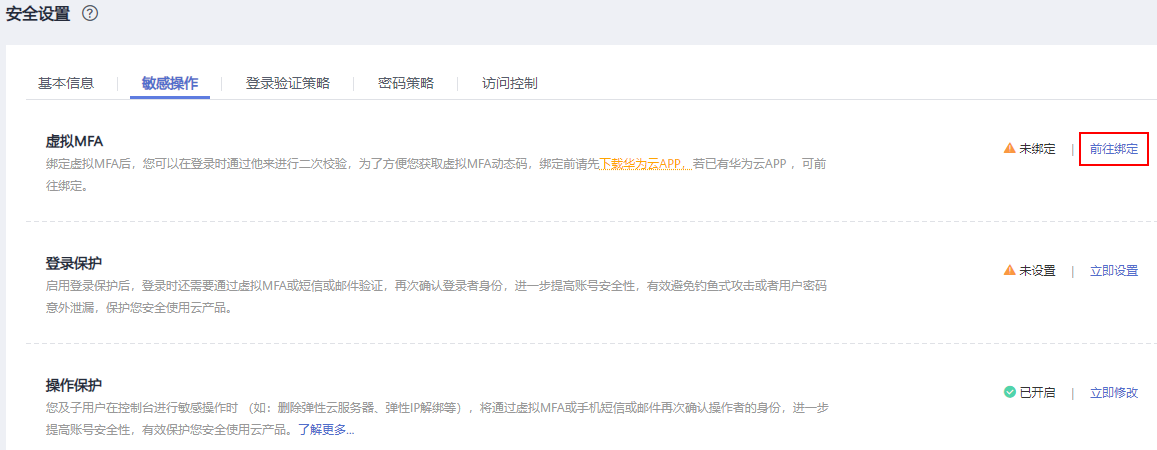 安全设置 ?
基本信息 | 敏感操作 | 登录验证策略 | 密码策略 | 访问控制
虚拟MFA
绑定虚拟MFA后，您可以在登录时通过他来进行二次校验，为了方便您获取虚拟MFA动态码，绑定前请先下载华为云APP，若已有华为云APP ，可前
往绑定。
未绑定 | 前往绑定
登录保护
启用登录保护后，登录时还需要通过虚拟MFA或短信或邮件验证，再次确认登录者身份，进一步提高账号安全性，有效避免钓鱼式攻击或者用户密码
意外泄漏，保护您安全使用云产品。
未设置 | 立即设置
操作保护
您及子用户在控制台进行敏感操作时 （如：删除弹性云服务器、弹性IP解绑等），将通过虚拟MFA或手机短信或邮件再次确认操作者的身份，进一步
提高账号安全性，有效保护您安全使用云产品。了解更多...
已开启 | 立即修改